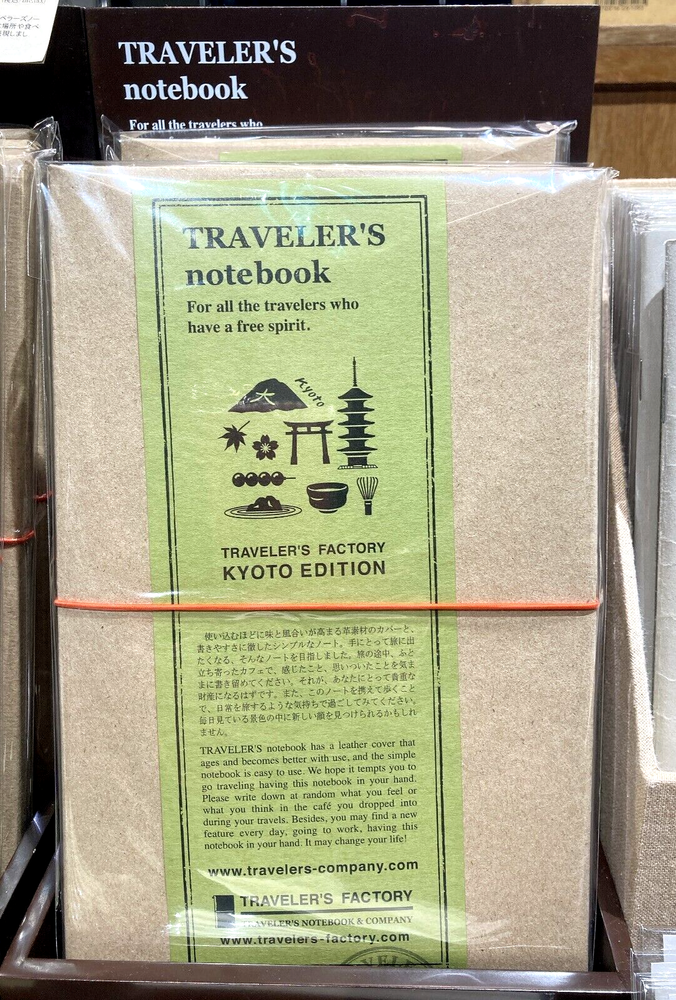 TRAVELER'S
notebook
For all the travelers who
TRAVELER'S
notebook
For all the travelers who
have a free spirit.
Kyoto
大
TRAVELER'S FACTORY
KYOTO EDITION
使い込むほどに味と風合いが高まる革素材のカバーと、
書きやすさに徹したシンプルなノート。手にとって旅に出
たくなる、そんなノートを目指しました。旅の途中、ふと
立ち寄ったカフェで、感じたこと、思いついたことを気ま
まに書き留めてください。それが、あなたにとって貴重な
財産になるはずです。また、このノートを携えて歩くこと
で、日常を旅するような気持ちで過ごしてみてください。
毎日見ている景色の中に新しい顔を見つけられるかもしれ
ません。
TRAVELER'S notebook has a leather cover that
ages and becomes better with use, and the simple
notebook is easy to use. We hope it tempts you to
go traveling having this notebook in your hand.
Please write down at random what you feel or
what you think in the café you dropped into
during your travels. Besides, you may find a new
feature every day, going to work, having this
notebook in your hand. It may change your life!
www.travelers-company.com
TRAVELER'S FACTORY
TRAVELER'S NOTEBOOK & COMPANY
www.travelers-factory.com